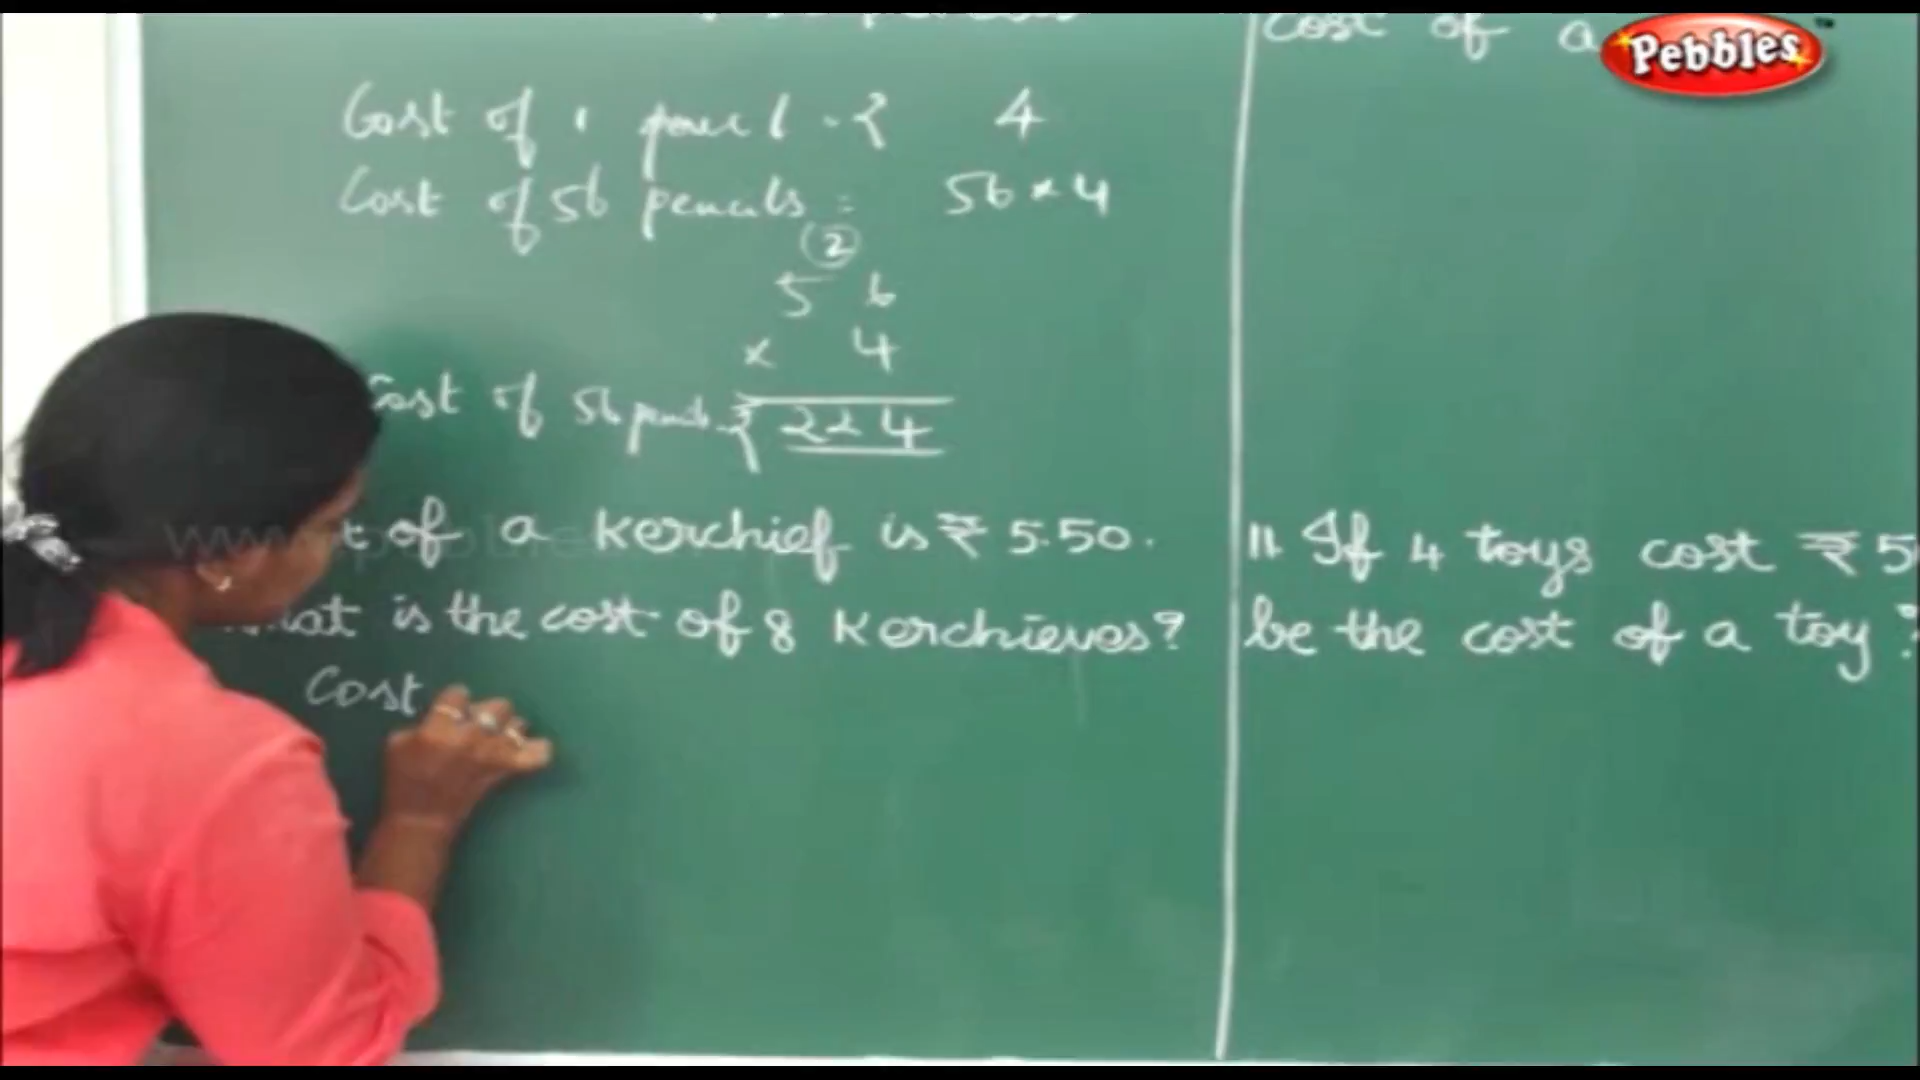 Cost of 1 pencil - ₹ 4
Cost of 56 pencils = 56 × 4
2
5 6
× 4
Cost of 56 pencils ₹ 224
t of a kerchief is ₹ 5.50.
what is the cost of 8 kerchieves?
Cost
cost of a
Pebbles
11. If 4 toys cost ₹ 5
be the cost of a toy?